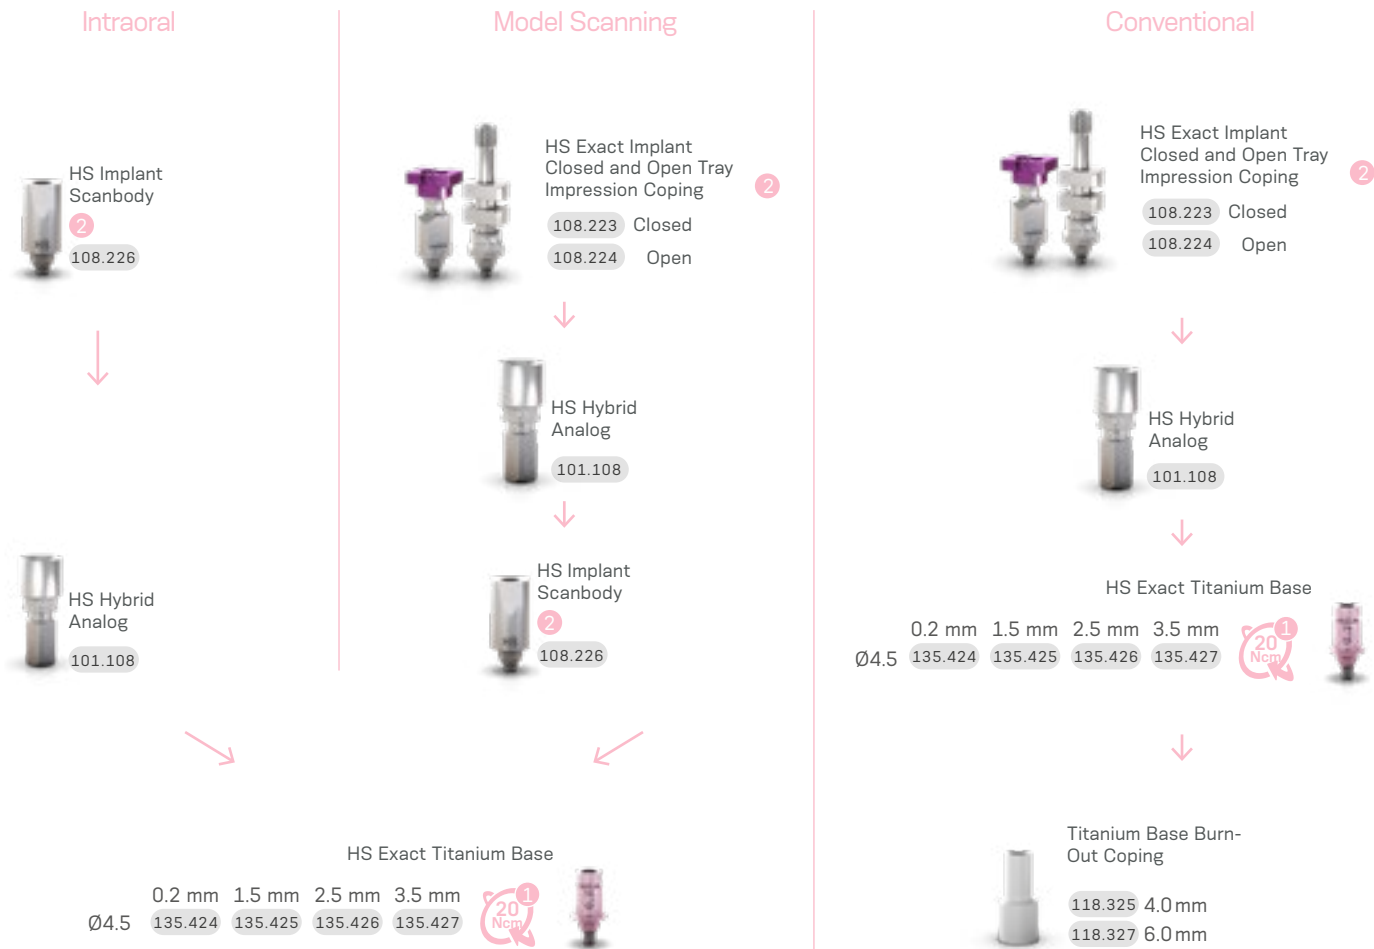 Intraoral
HS Implant
Scanbody
2
108.226
HS Hybrid
Analog
101.108
Model Scanning
HS Exact Implant
Closed and Open Tray
Impression Coping
2
108.223 Closed
108.224 Open
HS Hybrid
Analog
101.108
HS Implant
Scanbody
2
108.226
HS Exact Titanium Base
0.2 mm 1.5 mm 2.5 mm 3.5 mm
Ø4.5 135.424 135.425 135.426 135.427
1
20
Ncm
Conventional
HS Exact Implant
Closed and Open Tray
Impression Coping
2
108.223 Closed
108.224 Open
HS Hybrid
Analog
101.108
HS Exact Titanium Base
0.2 mm 1.5 mm 2.5 mm 3.5 mm
Ø4.5 135.424 135.425 135.426 135.427
1
20
Ncm
Titanium Base Burn-
Out Coping
118.325 4.0 mm
118.327 6.0 mm